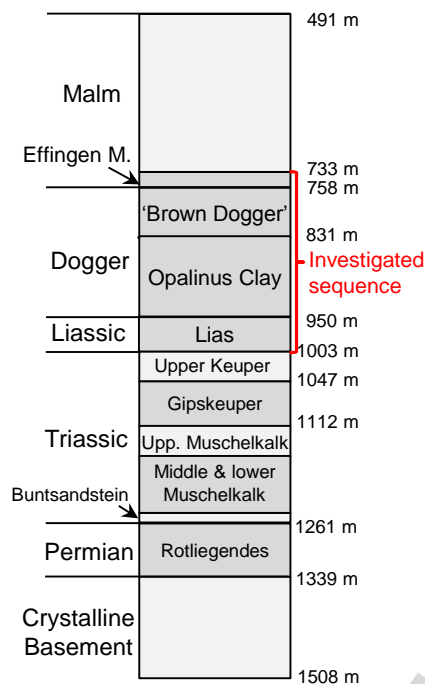 491 m
Malm
Effingen M.
733 m
758 m
'Brown Dogger'
831 m
Dogger
Opalinus Clay
Investigated
sequence
950 m
Liassic
Lias
1003 m
Upper Keuper
1047 m
Gipskeuper
1112 m
Triassic
Upp. Muschelkalk
Middle & lower
Muschelkalk
Buntsandstein
1261 m
Permian
Rotliegendes
1339 m
Crystalline
Basement
1508 m